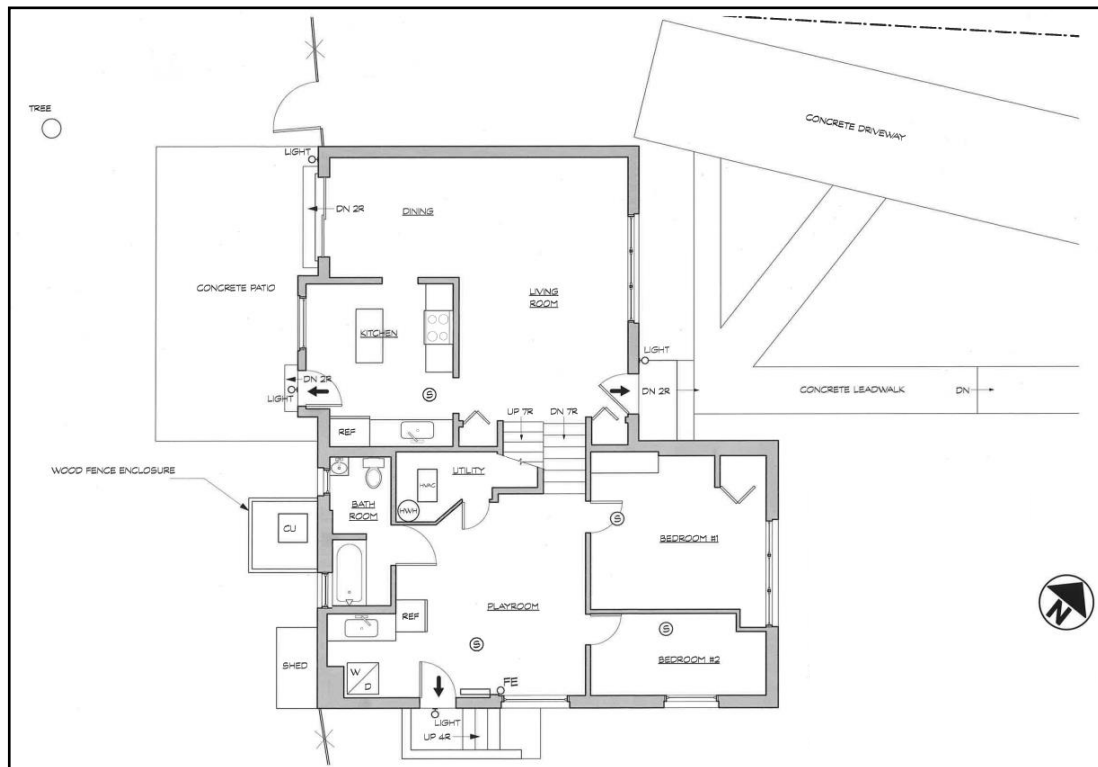 TREE
LIGHT
CONCRETE DRIVEWAY
DN 2R
DINING
CONCRETE PATIO
LIVING
ROOM
KITCHEN
LIGHT
DN 2R
LIGHT
S
DN 2R
CONCRETE LEADWALK
DN
REF
UP 7R
DN 7R
WOOD FENCE ENCLOSURE
UTILITY
HVAC
BATH
ROOM
HWH
CU
S
BEDROOM #1
N
PLAYROOM
REF
S
S
BEDROOM #2
SHED
W
D
FE
LIGHT
UP 4R